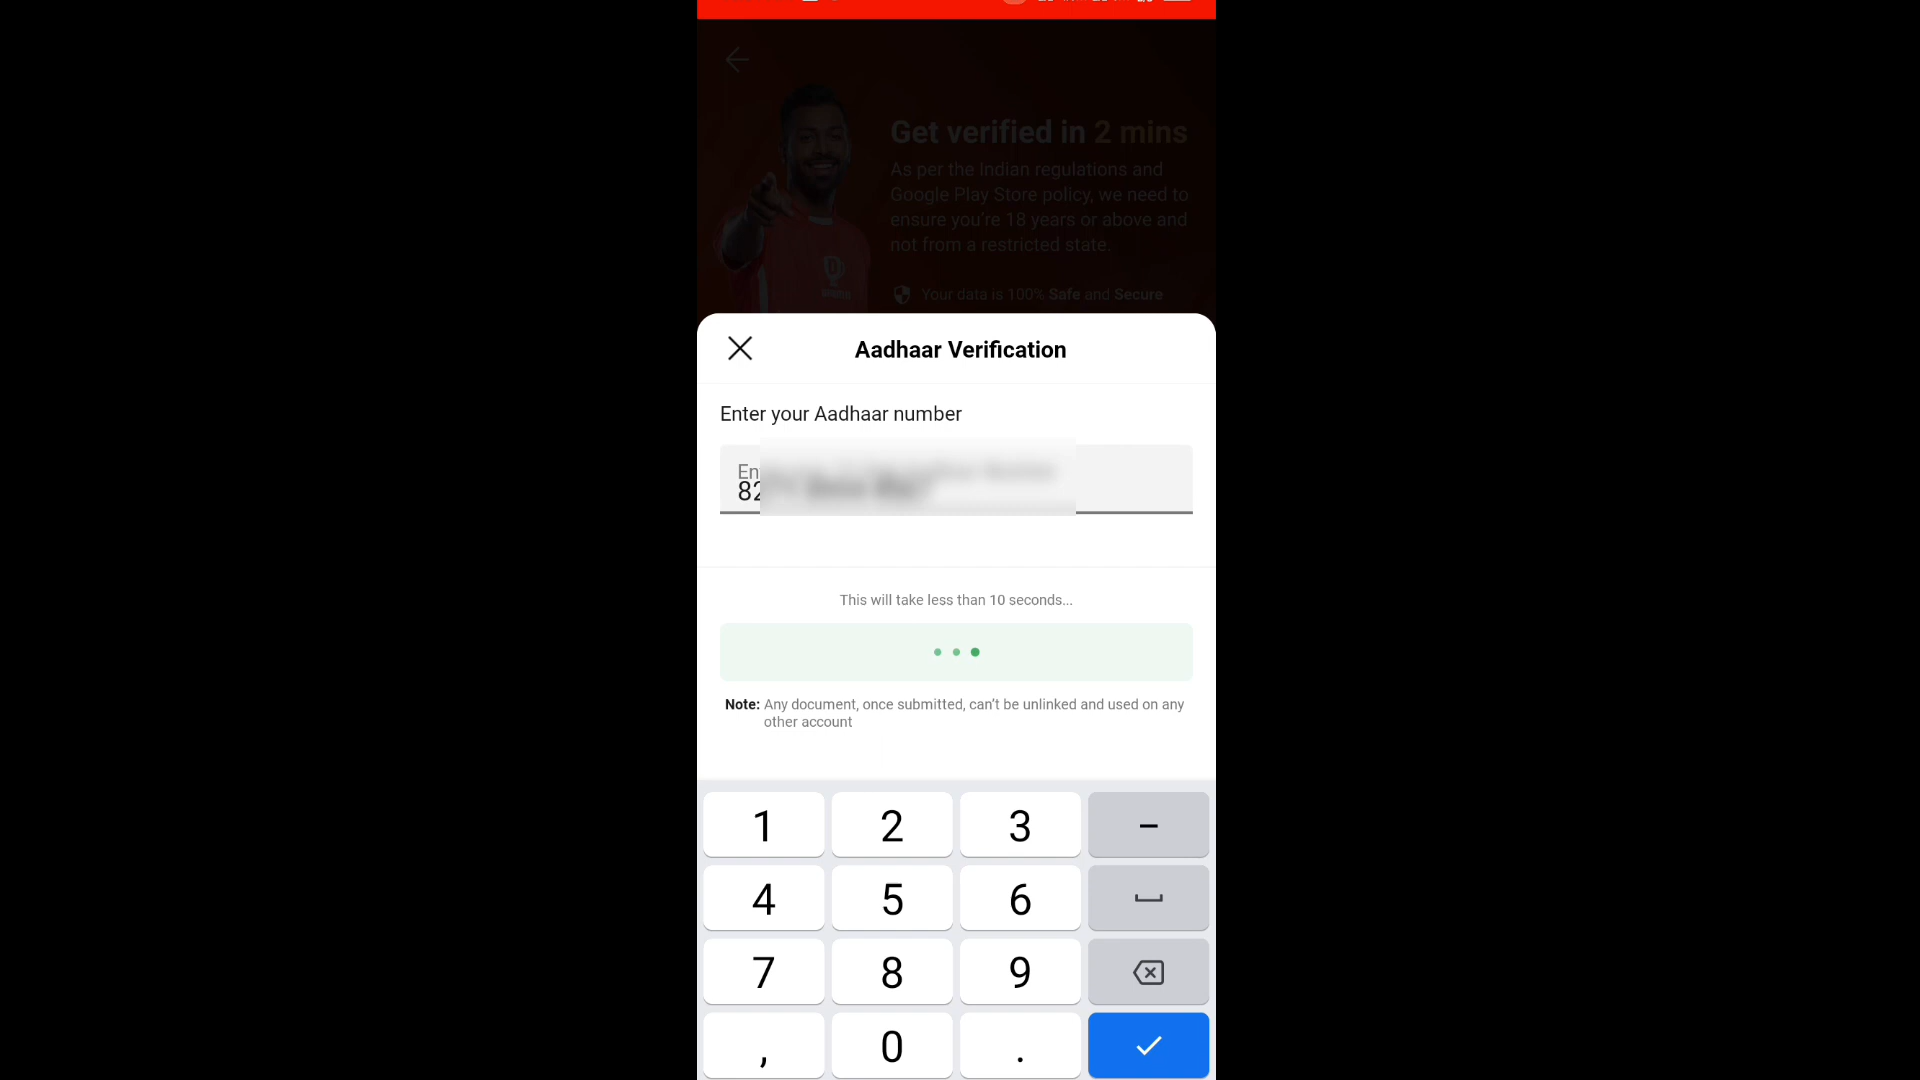 Get verified in 2 mins
As per the Indian regulations and
Google Play Store policy, we need to
ensure you're 18 years or above and
not from a restricted state.
Your data is 100% Safe and Secure
Aadhaar Verification
Enter your Aadhaar number
This will take less than 10 seconds...
Note: Any document, once submitted, can't be unlinked and used on any
other account
1 2 3 –
4 5 6
7 8 9
, 0 .